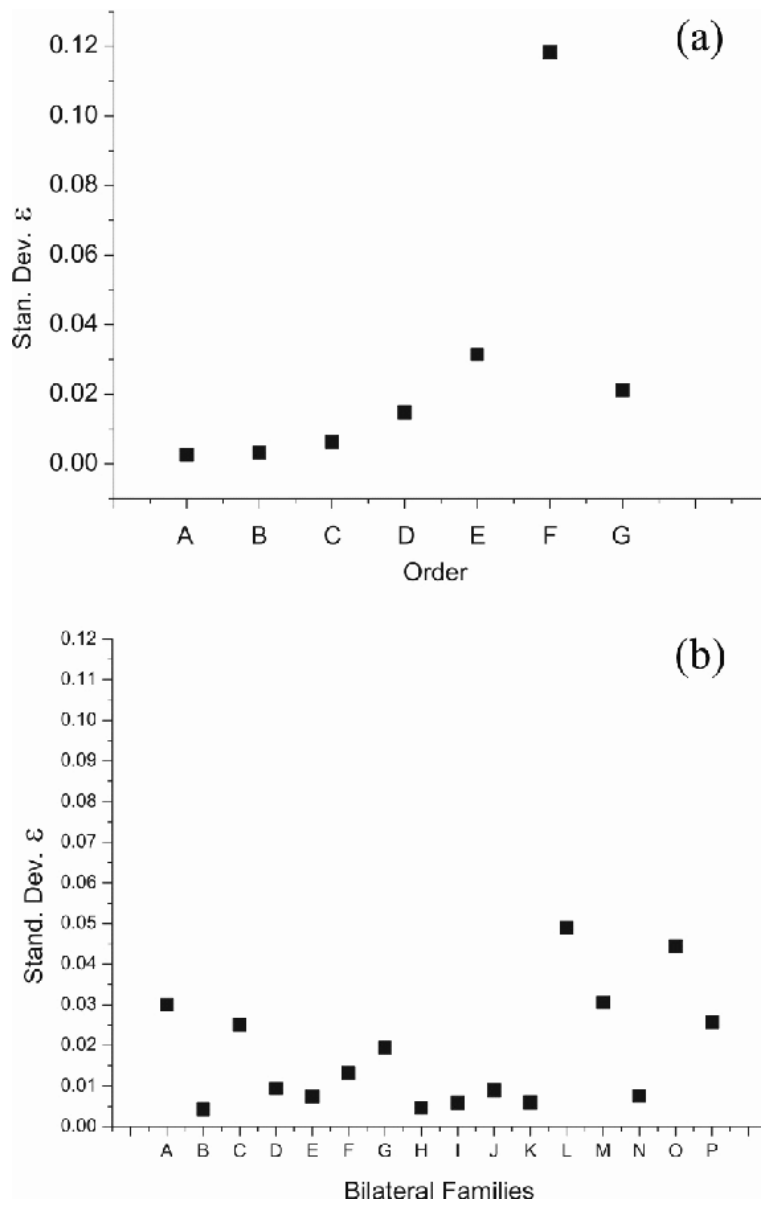 (a)
0.12
0.10
0.08
0.06
0.04
0.02
0.00
Stan. Dev. ε
A B C D E F G
Order
(b)
0.12
0.11
0.10
0.09
0.08
0.07
0.06
0.05
0.04
0.03
0.02
0.01
0.00
Stand. Dev. ε
A B C D E F G H I J K L M N O P
Bilateral Families